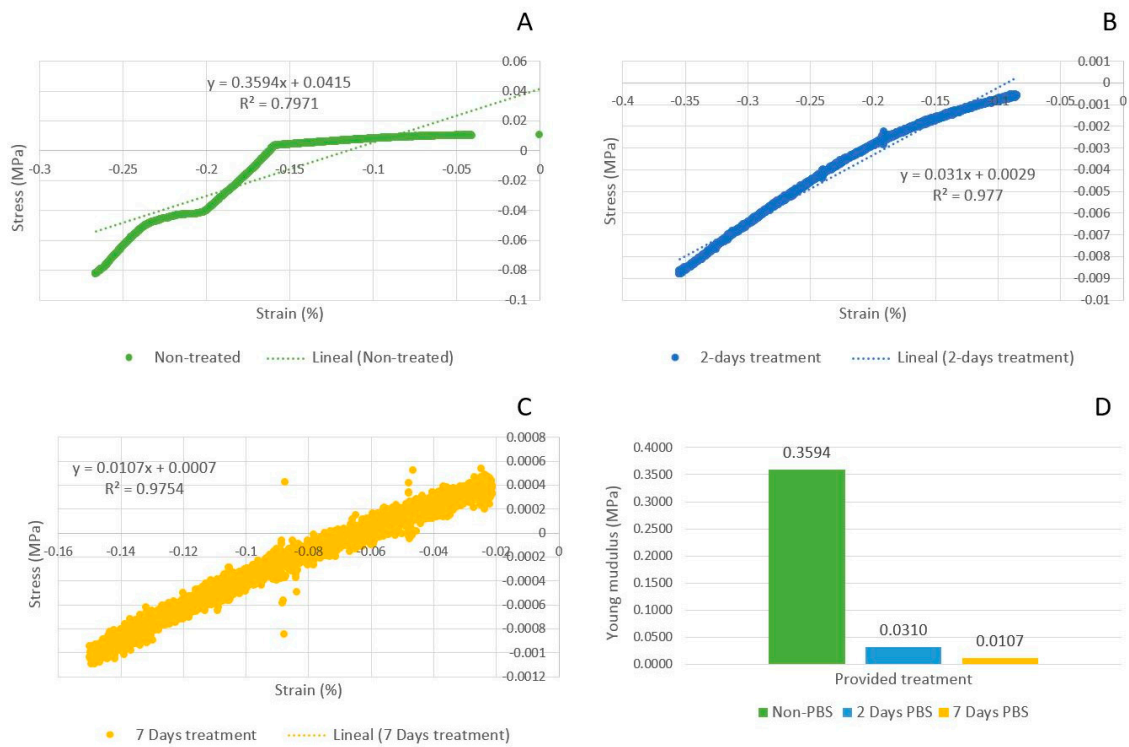 A
y = 0.3594x + 0.0415
R² = 0.7971
0.06
0.04
0.02
0
-0.02
-0.04
-0.06
-0.08
-0.1
-0.3
-0.25
-0.2
-0.15
-0.1
-0.05
0
Stress (MPa)
Strain (%)
Non-treated
Lineal (Non-treated)
B
0.001
0
-0.001
-0.002
-0.003
-0.004
-0.005
-0.006
-0.007
-0.008
-0.009
-0.01
-0.4
-0.35
-0.3
-0.25
-0.2
-0.15
-0.1
-0.05
0
y = 0.031x + 0.0029
R² = 0.977
Stress (MPa)
Strain (%)
2-days treatment
Lineal (2-days treatment)
C
y = 0.0107x + 0.0007
R² = 0.9754
0.0008
0.0006
0.0004
0.0002
0
-0.0002
-0.0004
-0.0006
-0.0008
-0.001
-0.0012
-0.16
-0.14
-0.12
-0.1
-0.08
-0.06
-0.04
-0.02
0
Stress (MPa)
Strain (%)
7 Days treatment
Lineal (7 Days treatment)
D
Young mudulus (MPa)
0.4000
0.3500
0.3000
0.2500
0.2000
0.1500
0.1000
0.0500
0.0000
0.3594
0.0310
0.0107
Provided treatment
Non-PBS
2 Days PBS
7 Days PBS